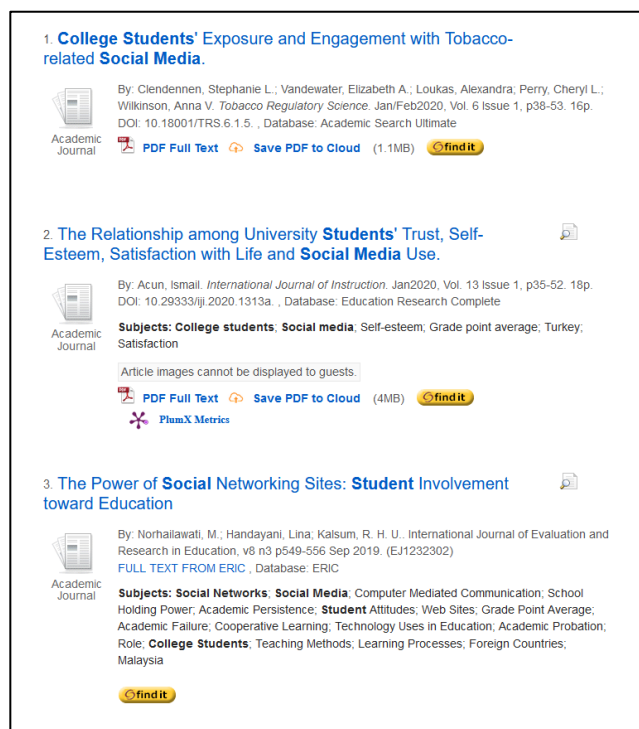 1. College Students' Exposure and Engagement with Tobacco-
related Social Media.
By: Clendennen, Stephanie L.; Vandewater, Elizabeth A.; Loukas, Alexandra; Perry, Cheryl L.;
Wilkinson, Anna V. Tobacco Regulatory Science. Jan/Feb2020, Vol. 6 Issue 1, p38-53. 16p.
DOI: 10.18001/TRS.6.1.5. , Database: Academic Search Ultimate
Academic
Journal
PDF Full Text Save PDF to Cloud (1.1MB) find it
2. The Relationship among University Students' Trust, Self-
Esteem, Satisfaction with Life and Social Media Use.
By: Acun, Ismail. International Journal of Instruction. Jan2020, Vol. 13 Issue 1, p35-52. 18p.
DOI: 10.29333/iji.2020.1313a. , Database: Education Research Complete
Academic
Journal
Subjects: College students; Social media; Self-esteem; Grade point average; Turkey;
Satisfaction
Article images cannot be displayed to guests.
PDF Full Text Save PDF to Cloud (4MB) find it
PlumX Metrics
3. The Power of Social Networking Sites: Student Involvement
toward Education
By: Norhailawati, M.; Handayani, Lina; Kalsum, R. H. U.. International Journal of Evaluation and
Research in Education, v8 n3 p549-556 Sep 2019. (EJ1232302)
FULL TEXT FROM ERIC , Database: ERIC
Academic
Journal
Subjects: Social Networks; Social Media; Computer Mediated Communication; School
Holding Power; Academic Persistence; Student Attitudes; Web Sites; Grade Point Average;
Academic Failure; Cooperative Learning; Technology Uses in Education; Academic Probation;
Role; College Students; Teaching Methods; Learning Processes; Foreign Countries;
Malaysia
find it